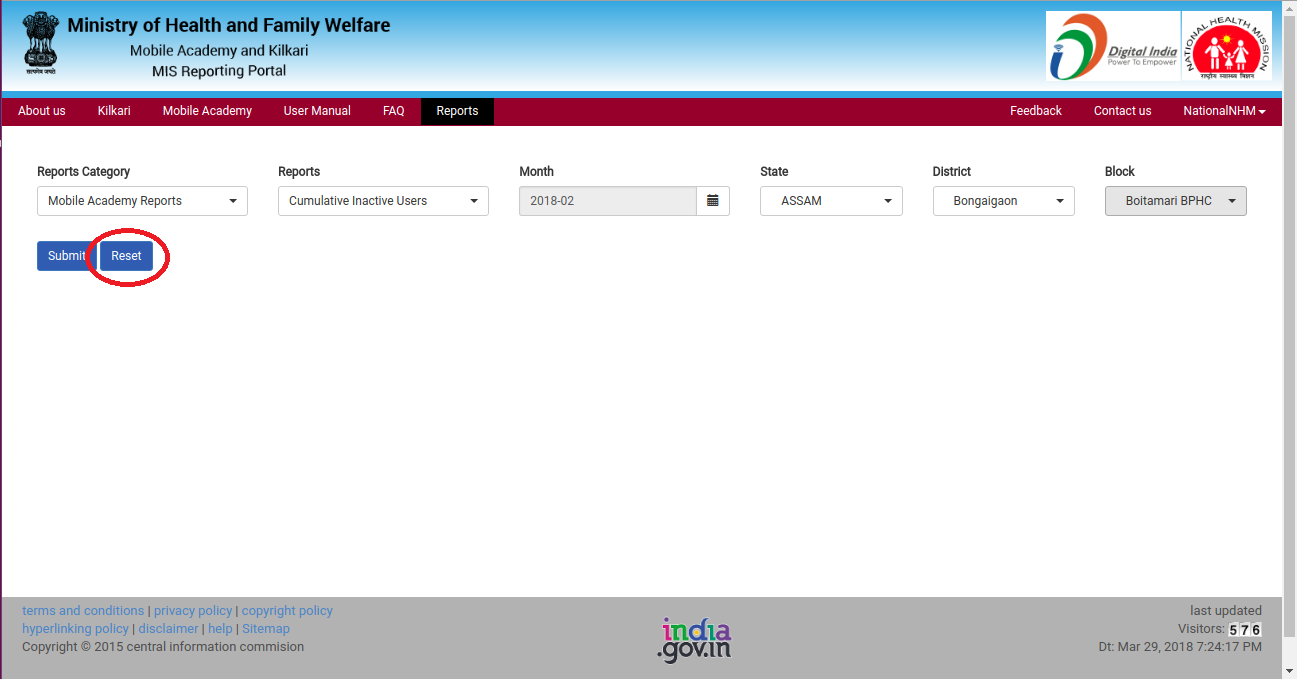 Ministry of Health and Family Welfare
Mobile Academy and Kilkari
MIS Reporting Portal
सत्यमेव जयते
Digital India
Power To Empower
NATIONAL HEALTH MISSION
राष्ट्रीय स्वास्थ्य मिशन
About us Kilkari Mobile Academy User Manual FAQ Reports Feedback Contact us NationalNHM
Reports Category Reports Month State District Block
Mobile Academy Reports Cumulative Inactive Users 2018-02 ASSAM Bongaigaon Boitamari BPHC
Submit Reset
terms and conditions | privacy policy | copyright policy
hyperlinking policy | disclaimer | help | Sitemap
Copyright © 2015 central information commision
india
.gov.in
last updated
Visitors: 576
Dt: Mar 29, 2018 7:24:17 PM